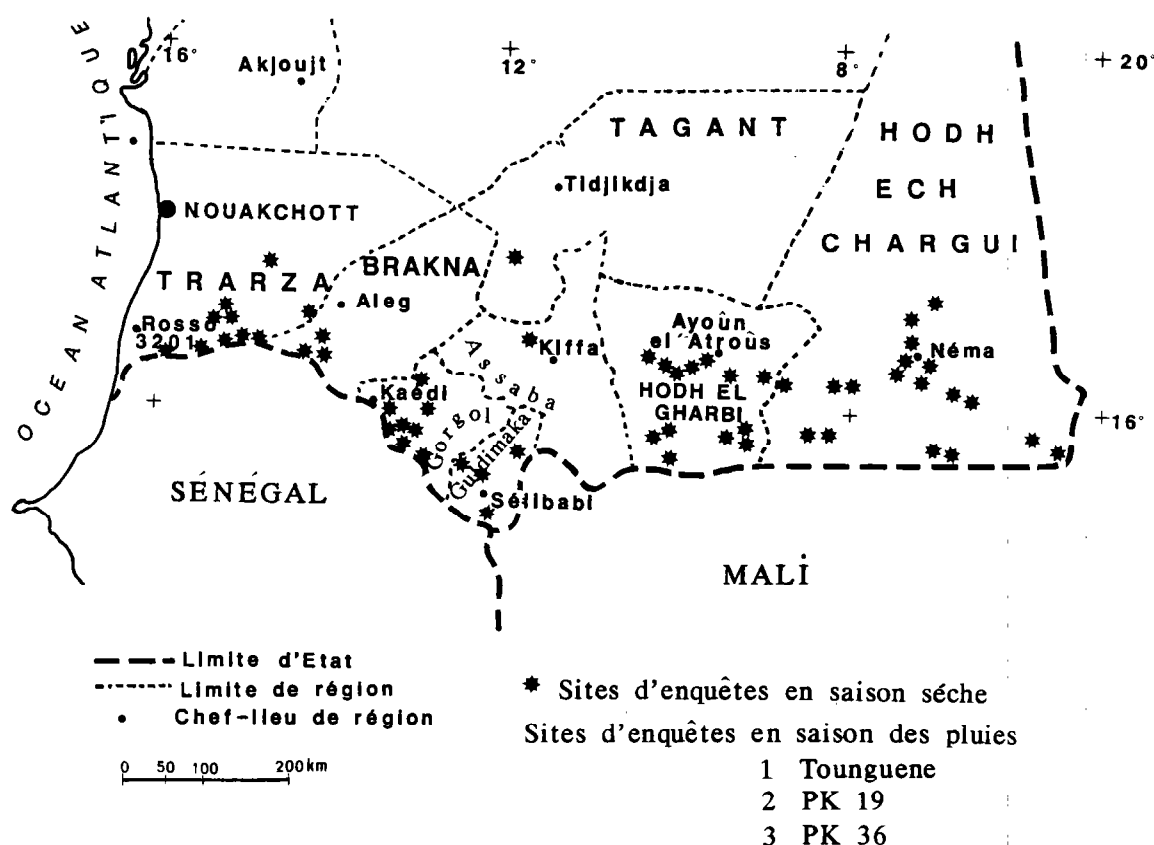 16°
12°
8°
20°
Akjoujt
OCEAN ATLANTIQUE
TAGANT
HODH
ECH
CHARGUI
Tidjikdja
NOUAKCHOTT
TRARZA
BRAKNA
Aleg
Rosso
3201
Assaba
Kiffa
Ayoûn
el'Atroûs
Néma
HODH EL
GHARBI
Kaédi
Gorgol
Guidimaka
16°
SÉNÉGAL
Sélibabi
MALI
Limite d'Etat
Limite de région
Chef-lieu de région
0 50 100 200 km
Sites d'enquêtes en saison séche
Sites d'enquêtes en saison des pluies
1 Tounguene
2 PK 19
3 PK 36